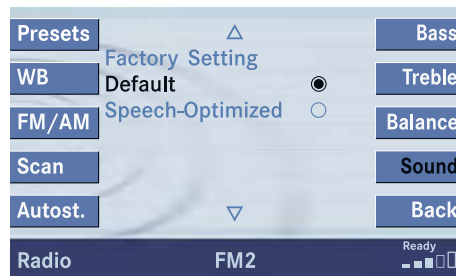 Presets
WB
FM/AM
Scan
Autost.
Factory Setting
Default
Speech-Optimized
Bass
Treble
Balance
Sound
Back
Radio
FM2
Ready